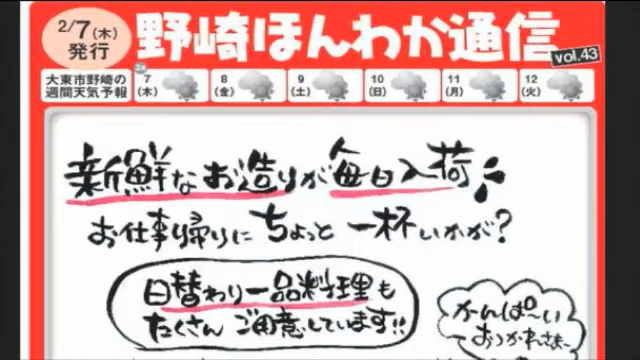 2/7(木)
発行
野崎ほんわか通信
vol.43
大東市野崎の
週間天気予報
2月
7
(木)
8
(金)
9
(土)
10
(日)
11
(月)
12
(火)
新鮮なお造りが毎日入荷!
お仕事帰りにちょっと一杯いかが?
日替わり一品料理も
たくさんご用意しています!!
かんぱ〜い
おつかれさま〜